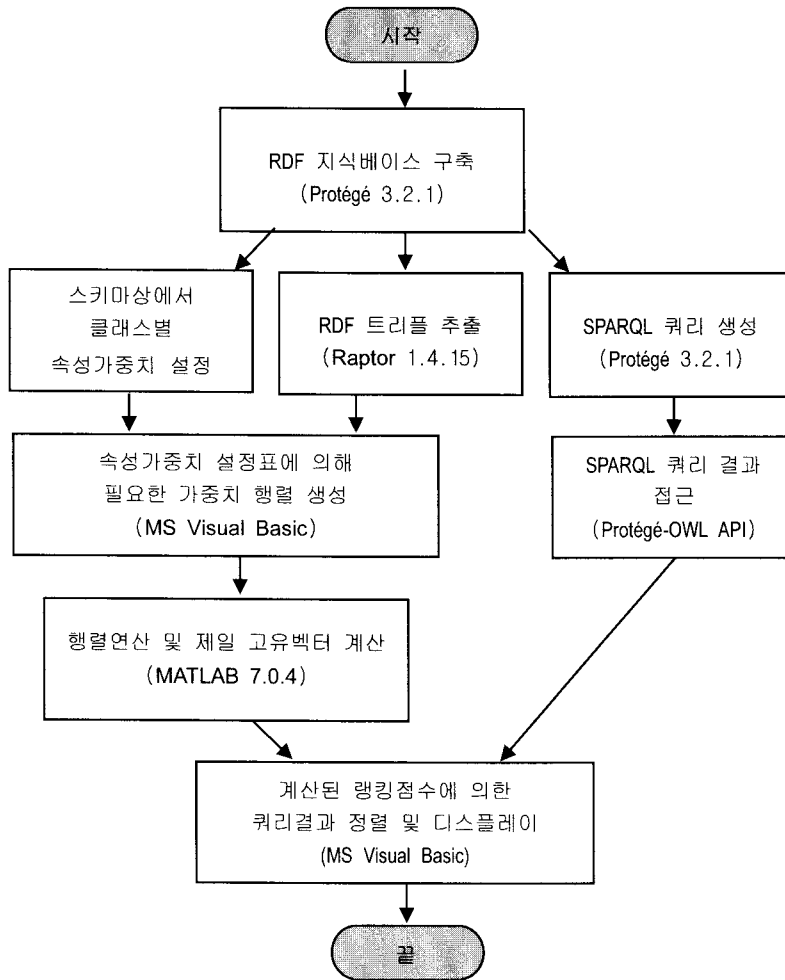 시작
RDF 지식베이스 구축
(Protégé 3.2.1)
스키마상에서
클래스별
속성가중치 설정
RDF 트리플 추출
(Raptor 1.4.15)
SPARQL 쿼리 생성
(Protégé 3.2.1)
속성가중치 설정표에 의해
필요한 가중치 행렬 생성
(MS Visual Basic)
SPARQL 쿼리 결과
접근
(Protégé-OWL API)
행렬연산 및 제일 고유벡터 계산
(MATLAB 7.0.4)
계산된 랭킹점수에 의한
쿼리결과 정렬 및 디스플레이
(MS Visual Basic)
끝